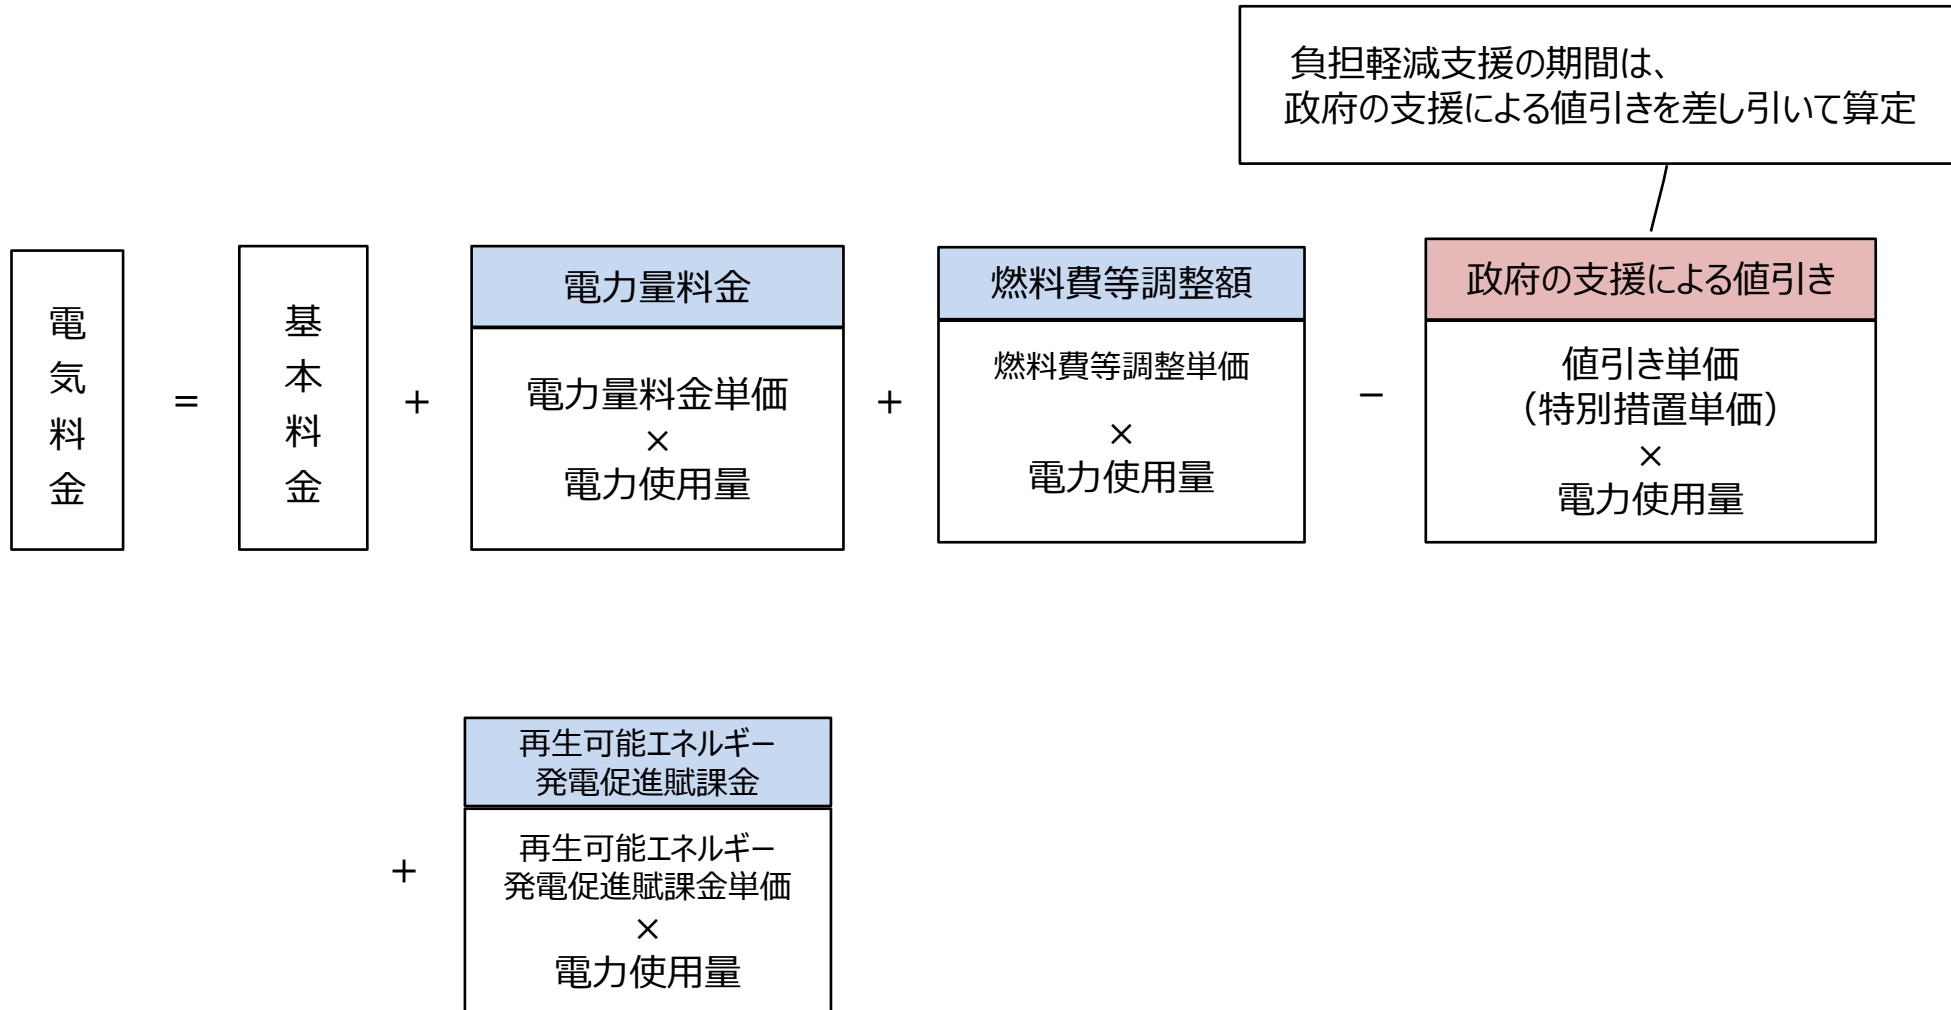 負担軽減支援の期間は、
政府の支援による値引きを差し引いて算定
電気料金
=
基本料金
+
電力量料金
電力量料金単価
×
電力使用量
+
燃料費等調整額
燃料費等調整単価
×
電力使用量
−
政府の支援による値引き
値引き単価
(特別措置単価)
×
電力使用量
+
再生可能エネルギー
発電促進賦課金
再生可能エネルギー
発電促進賦課金単価
×
電力使用量